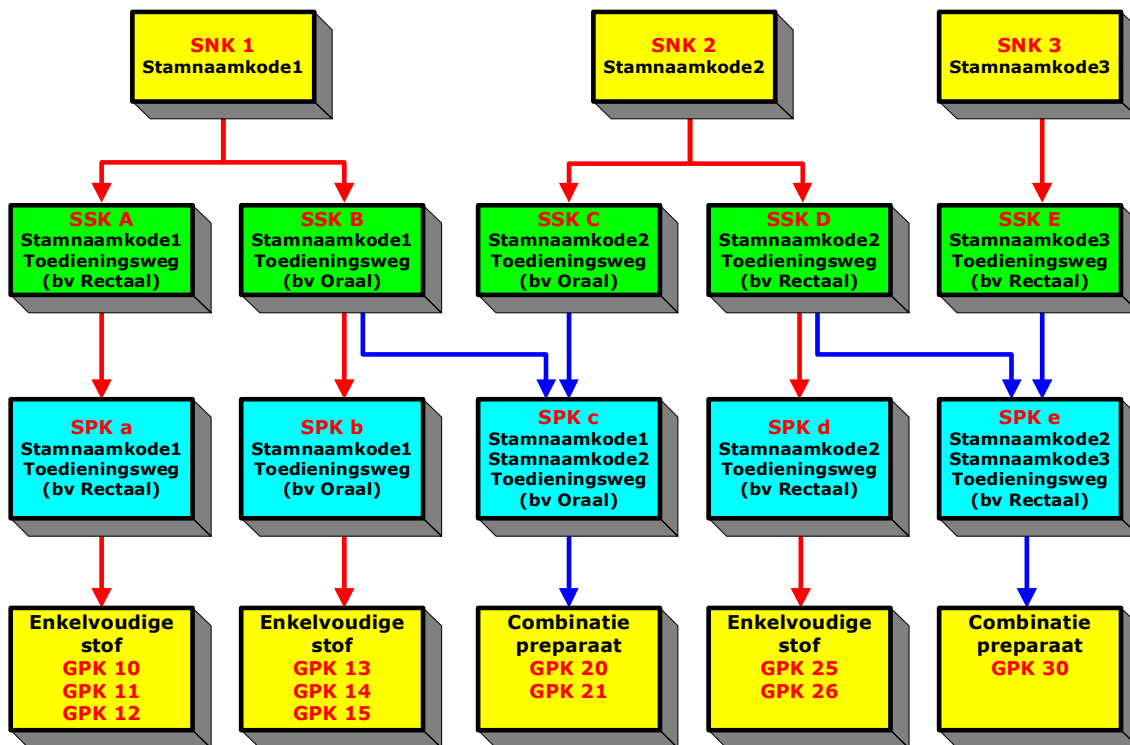 SNK 1
Stamnaamkode1
SNK 2
Stamnaamkode2
SNK 3
Stamnaamkode3
SSK A
Stamnaamkode1
Toedieningsweg
(bv Rectaal)
SSK B
Stamnaamkode1
Toedieningsweg
(bv Oraal)
SSK C
Stamnaamkode2
Toedieningsweg
(bv Oraal)
SSK D
Stamnaamkode2
Toedieningsweg
(bv Rectaal)
SSK E
Stamnaamkode3
Toedieningsweg
(bv Rectaal)
SPK a
Stamnaamkode1
Toedieningsweg
(bv Rectaal)
SPK b
Stamnaamkode1
Toedieningsweg
(bv Oraal)
SPK c
Stamnaamkode1
Stamnaamkode2
Toedieningsweg
(bv Oraal)
SPK d
Stamnaamkode2
Toedieningsweg
(bv Rectaal)
SPK e
Stamnaamkode2
Stamnaamkode3
Toedieningsweg
(bv Rectaal)
Enkelvoudige
stof
GPK 10
GPK 11
GPK 12
Enkelvoudige
stof
GPK 13
GPK 14
GPK 15
Combinatie
preparaat
GPK 20
GPK 21
Enkelvoudige
stof
GPK 25
GPK 26
Combinatie
preparaat
GPK 30